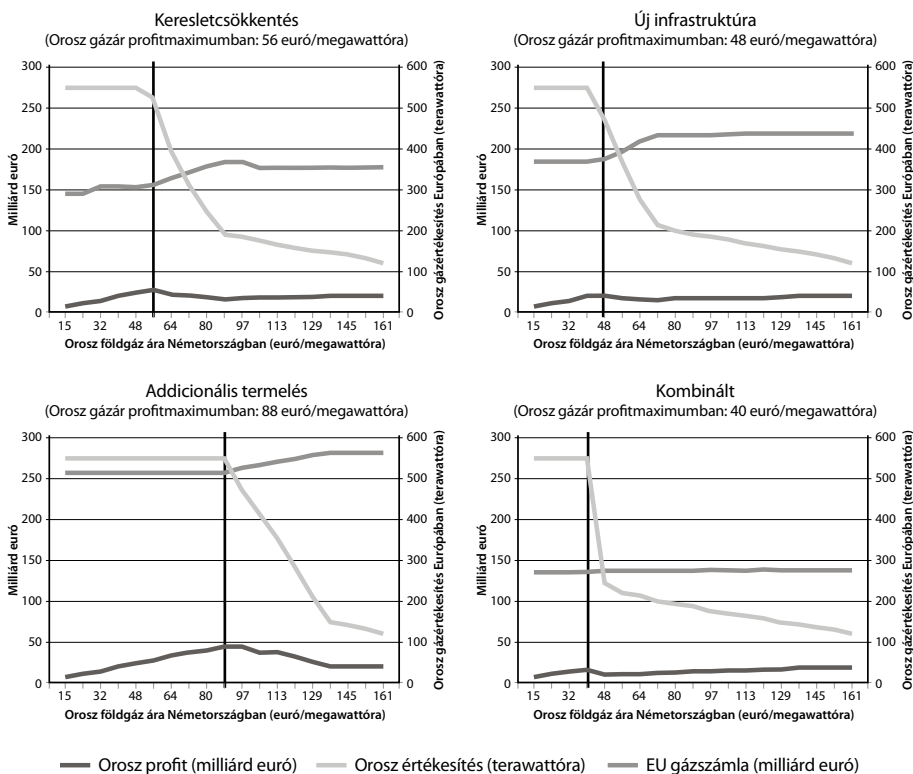 Keresletcsökkentés
(Orosz gázár profitmaximumban: 56 euró/megawattóra)
300
250
200
150
100
50
0
Milliárd euró
600
500
400
300
200
100
0
Orosz gázértékesítés Európában (terawattóra)
15 32 48 64 80 97 113 129 145 161
Orosz földgáz ára Németországban (euró/megawattóra)
Új infrastruktúra
(Orosz gázár profitmaximumban: 48 euró/megawattóra)
300
250
200
150
100
50
0
Milliárd euró
600
500
400
300
200
100
0
Orosz gázértékesítés Európában (terawattóra)
15 32 48 64 80 97 113 129 145 161
Orosz földgáz ára Németországban (euró/megawattóra)
Addicionális termelés
(Orosz gázár profitmaximumban: 88 euró/megawattóra)
300
250
200
150
100
50
0
Milliárd euró
600
500
400
300
200
100
0
Orosz gázértékesítés Európában (terawattóra)
15 32 48 64 80 97 113 129 145 161
Orosz földgáz ára Németországban (euró/megawattóra)
Kombinált
(Orosz gázár profitmaximumban: 40 euró/megawattóra)
300
250
200
150
100
50
0
Milliárd euró
600
500
400
300
200
100
0
Orosz gázértékesítés Európában (terawattóra)
15 32 48 64 80 97 113 129 145 161
Orosz földgáz ára Németországban (euró/megawattóra)
Orosz profit (milliárd euró) Orosz értékesítés (terawattóra) EU gázszámla (milliárd euró)